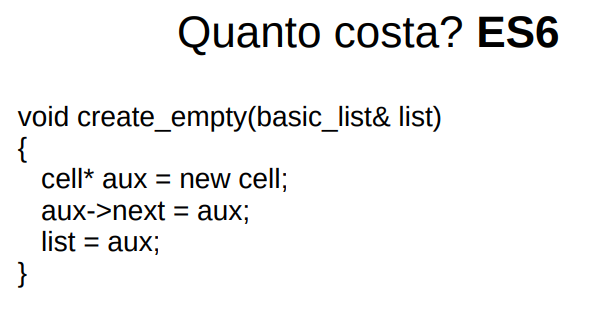 Quanto costa? ES6
void create_empty(basic_list& list)
{
cell* aux = new cell;
aux->next = aux;
list = aux;
}